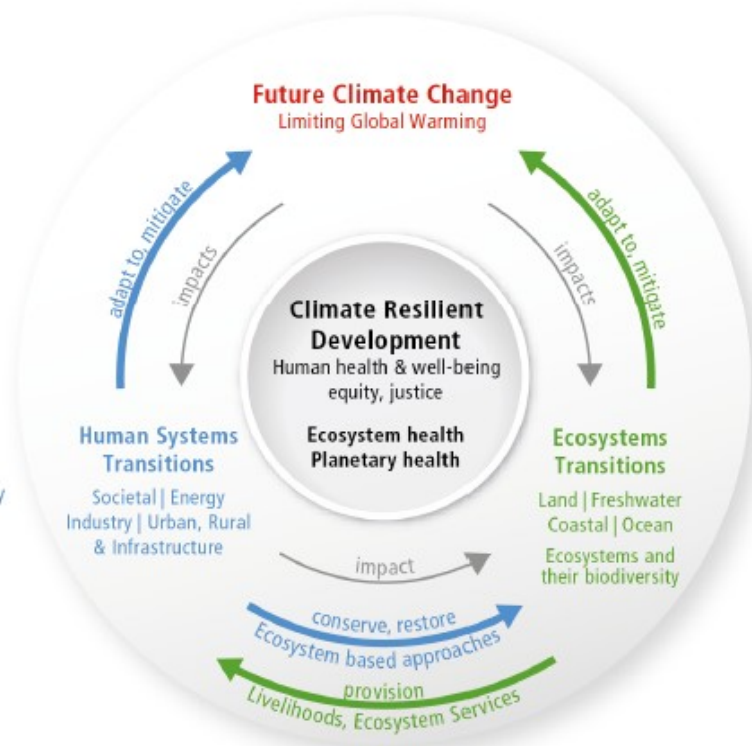 Future Climate Change
Limiting Global Warming
adapt to, mitigate
impacts
impacts
adapt to, mitigate
Climate Resilient
Development
Human health & well-being
equity, justice
Ecosystem health
Planetary health
Human Systems
Transitions
Societal | Energy
Industry | Urban, Rural
& Infrastructure
Ecosystems
Transitions
Land | Freshwater
Coastal | Ocean
Ecosystems and
their biodiversity
impact
conserve, restore
Ecosystem based approaches
provision
Livelihoods, Ecosystem Services